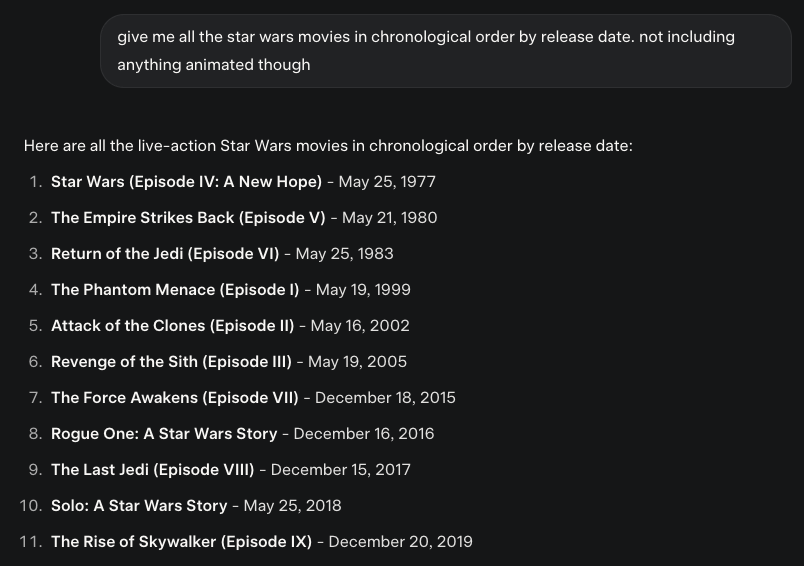 give me all the star wars movies in chronological order by release date. not including
anything animated though
Here are all the live-action Star Wars movies in chronological order by release date:
1. Star Wars (Episode IV: A New Hope) - May 25, 1977
2. The Empire Strikes Back (Episode V) - May 21, 1980
3. Return of the Jedi (Episode VI) - May 25, 1983
4. The Phantom Menace (Episode I) - May 19, 1999
5. Attack of the Clones (Episode II) - May 16, 2002
6. Revenge of the Sith (Episode III) - May 19, 2005
7. The Force Awakens (Episode VII) - December 18, 2015
8. Rogue One: A Star Wars Story - December 16, 2016
9. The Last Jedi (Episode VIII) - December 15, 2017
10. Solo: A Star Wars Story - May 25, 2018
11. The Rise of Skywalker (Episode IX) - December 20, 2019